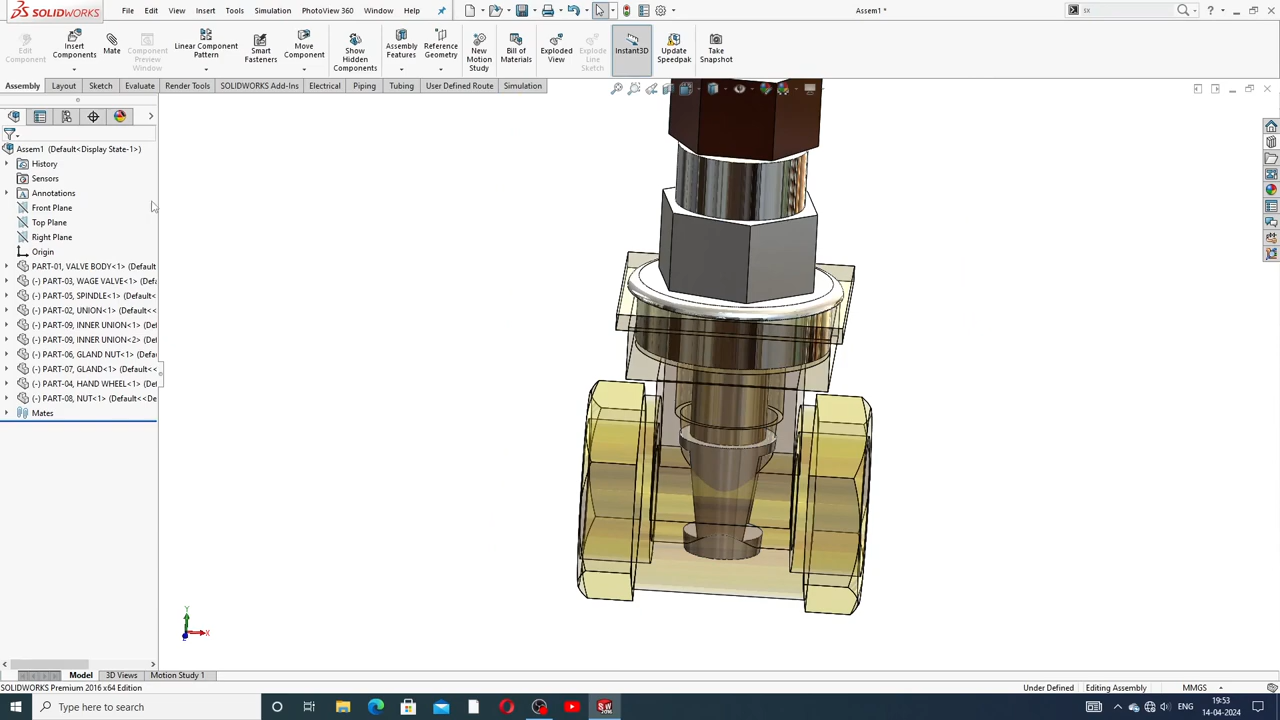 SOLIDWORKS File Edit View Insert Tools Simulation PhotoView 360 Window Help Assem1 * sx
Edit Component
Insert Components
Mate
Component Preview Window
Linear Component Pattern
Smart Fasteners
Move Component
Show Hidden Components
Assembly Features
Reference Geometry
New Motion Study
Bill of Materials
Exploded View
Explode Line Sketch
Instant3D
Update Speedpak
Take Snapshot
Assembly Layout Sketch Evaluate Render Tools SOLIDWORKS Add-Ins Electrical Piping Tubing User Defined Route Simulation
Assem1 (Default<Display State-1>)
History
Sensors
Annotations
Front Plane
Top Plane
Right Plane
Origin
PART-01, VALVE BODY<1> (Default
(-) PART-03, WAGE VALVE<1> (Defa
(-) PART-05, SPINDLE<1> (Default<
(-) PART-02, UNION<1> (Default<<
(-) PART-09, INNER UNION<1> (Def
(-) PART-09, INNER UNION<2> (Def
(-) PART-06, GLAND NUT<1> (Defau
(-) PART-07, GLAND<1> (Default<<
(-) PART-04, HAND WHEEL<1> (Def
(-) PART-08, NUT<1> (Default<<De
Mates
Y
X
Z
Model 3D Views Motion Study 1
SOLIDWORKS Premium 2016 x64 Edition Under Defined Editing Assembly MMGS
Type here to search ENG 19:53
14-04-2024